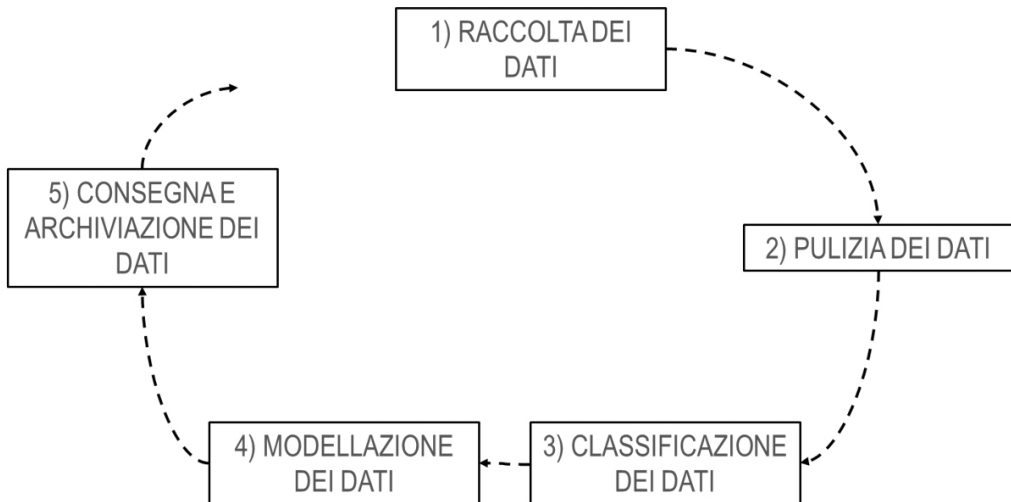 1) RACCOLTA DEI
DATI
2) PULIZIA DEI DATI
3) CLASSIFICAZIONE
DEI DATI
4) MODELLAZIONE
DEI DATI
5) CONSEGNA E
ARCHIVIAZIONE DEI
DATI